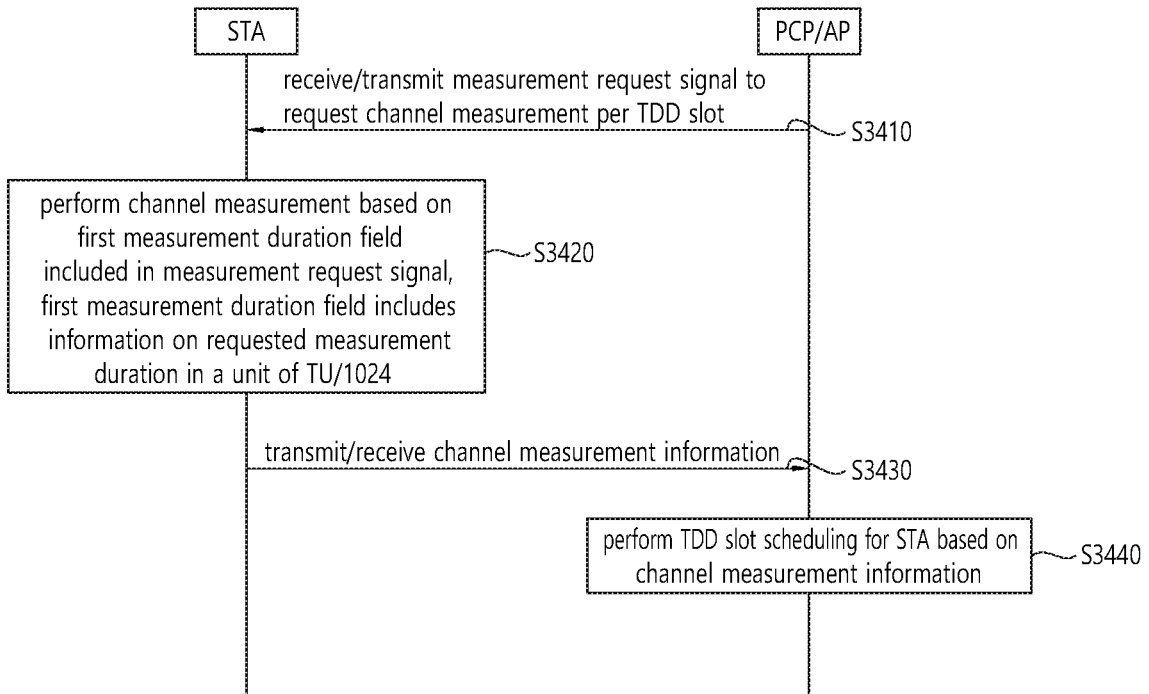 STA
PCP/AP
receive/transmit measurement request signal to
request channel measurement per TDD slot
S3410
perform channel measurement based on
first measurement duration field
included in measurement request signal,
first measurement duration field includes
information on requested measurement
duration in a unit of TU/1024
S3420
transmit/receive channel measurement information
S3430
perform TDD slot scheduling for STA based on
channel measurement information
S3440